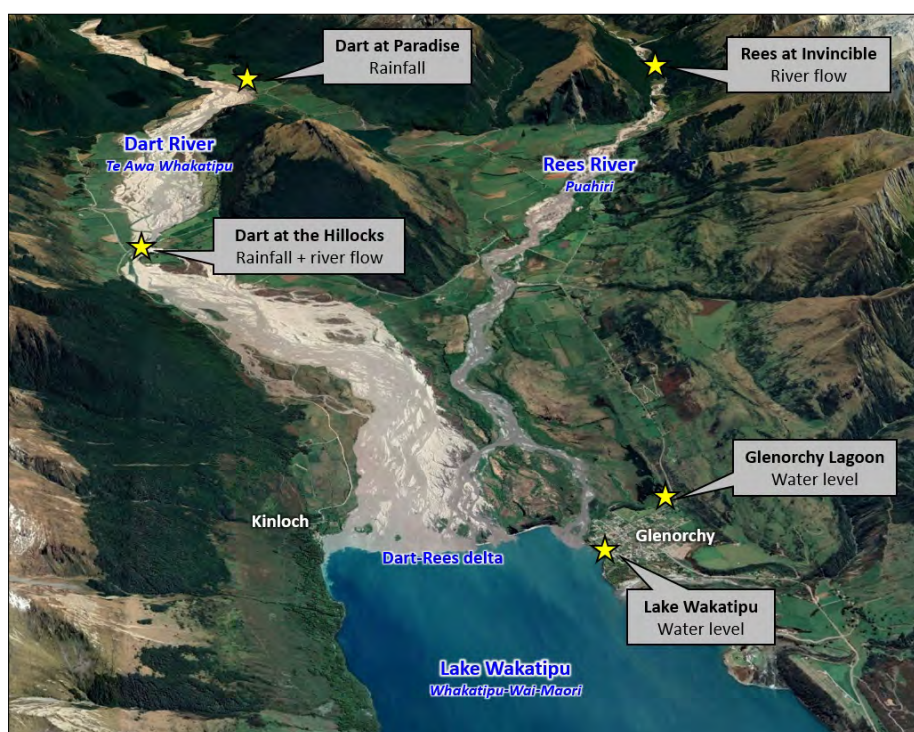 Dart at Paradise
Rainfall
Rees at Invincible
River flow
Dart River
Te Awa Whakatipu
Rees River
Puahiri
Dart at the Hillocks
Rainfall + river flow
Glenorchy Lagoon
Water level
Kinloch
Glenorchy
Dart-Rees delta
Lake Wakatipu
Water level
Lake Wakatipu
Whakatipu-Wai-Maori